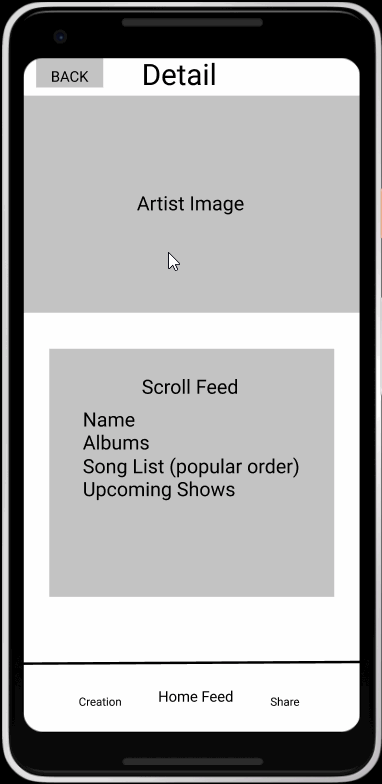 BACK
Detail
Artist Image
Scroll Feed
Name
Albums
Song List (popular order)
Upcoming Shows
Creation
Home Feed
Share